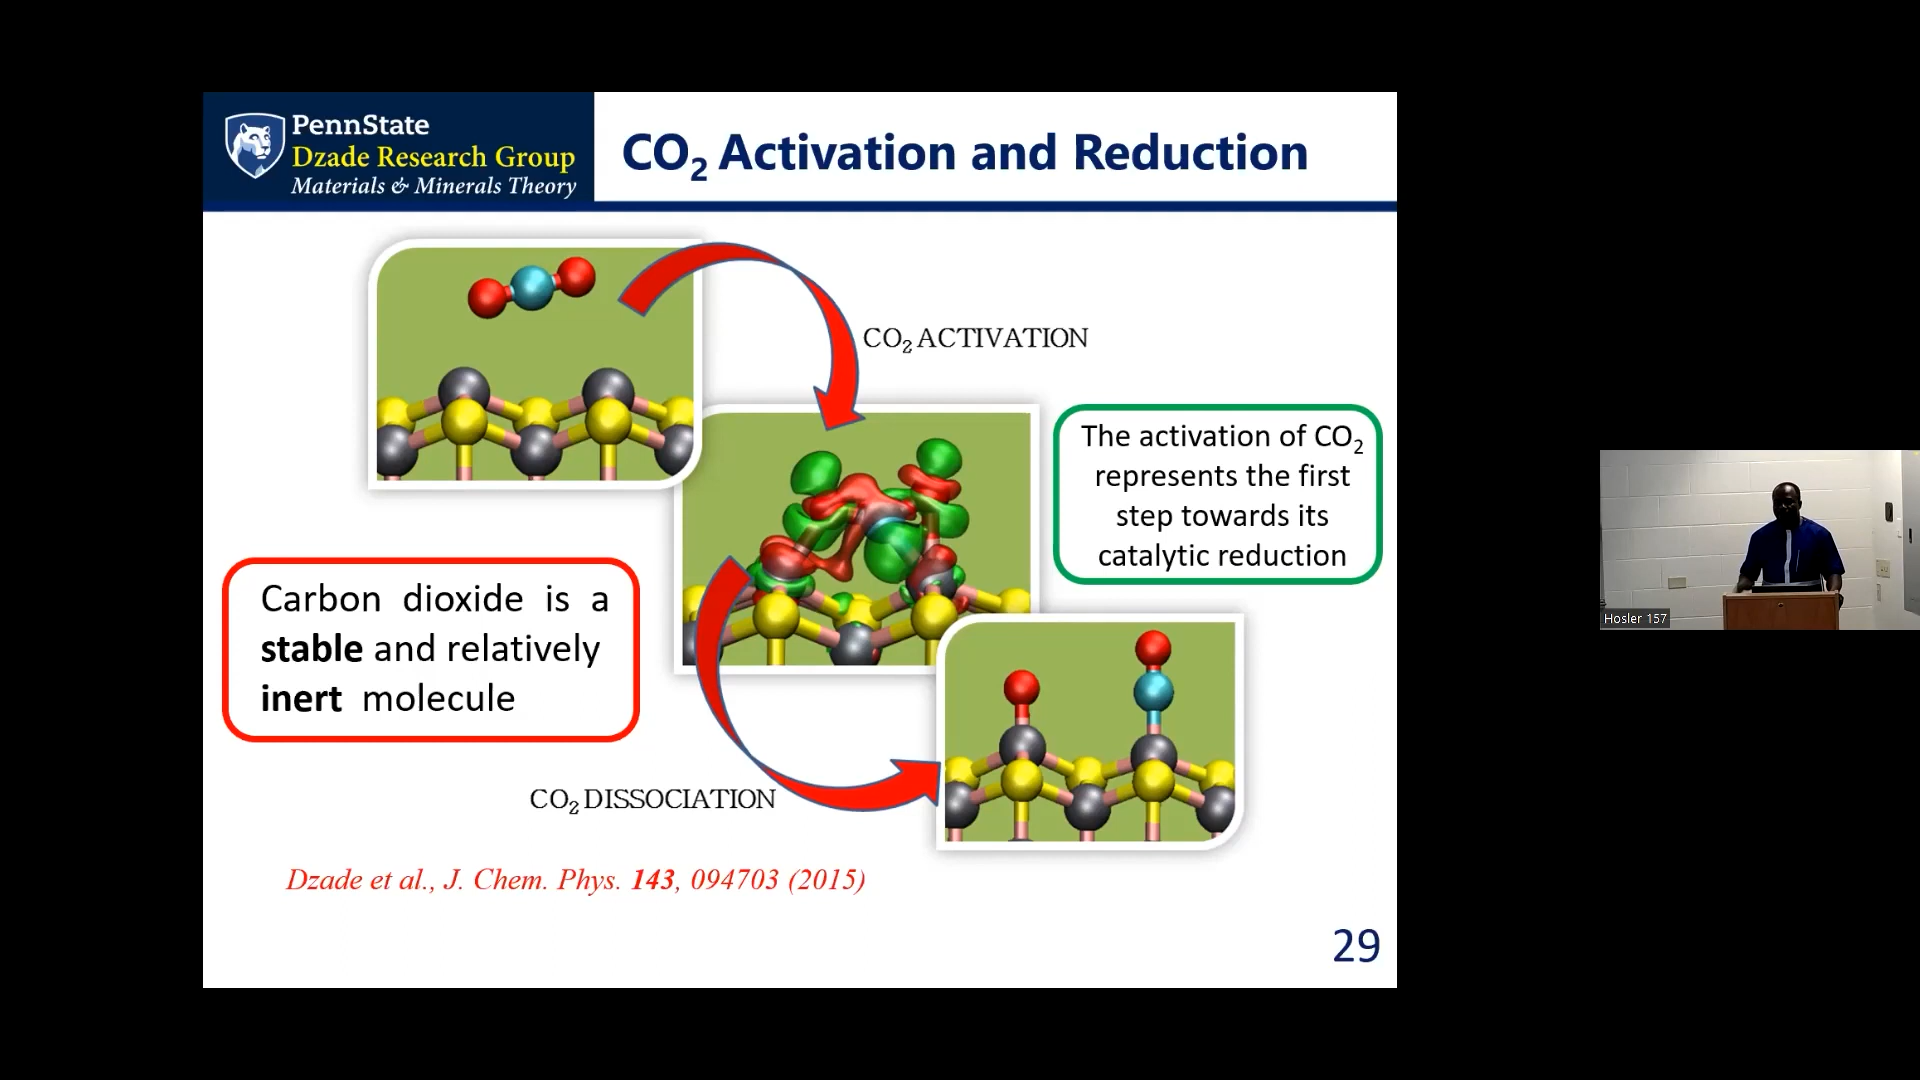 PennState
Dzade Research Group
Materials & Minerals Theory
CO₂ Activation and Reduction
CO₂ ACTIVATION
The activation of CO₂
represents the first
step towards its
catalytic reduction
Carbon dioxide is a
stable and relatively
inert molecule
CO₂ DISSOCIATION
Dzade et al., J. Chem. Phys. 143, 094703 (2015)
29
Hosler 157